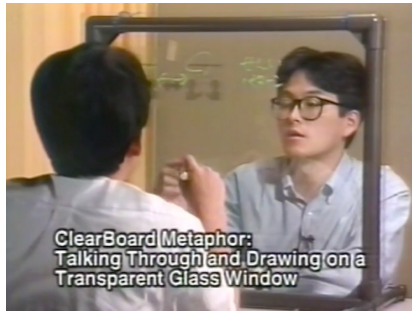 ClearBoard Metaphor:
Talking Through and Drawing on a
Transparent Glass Window